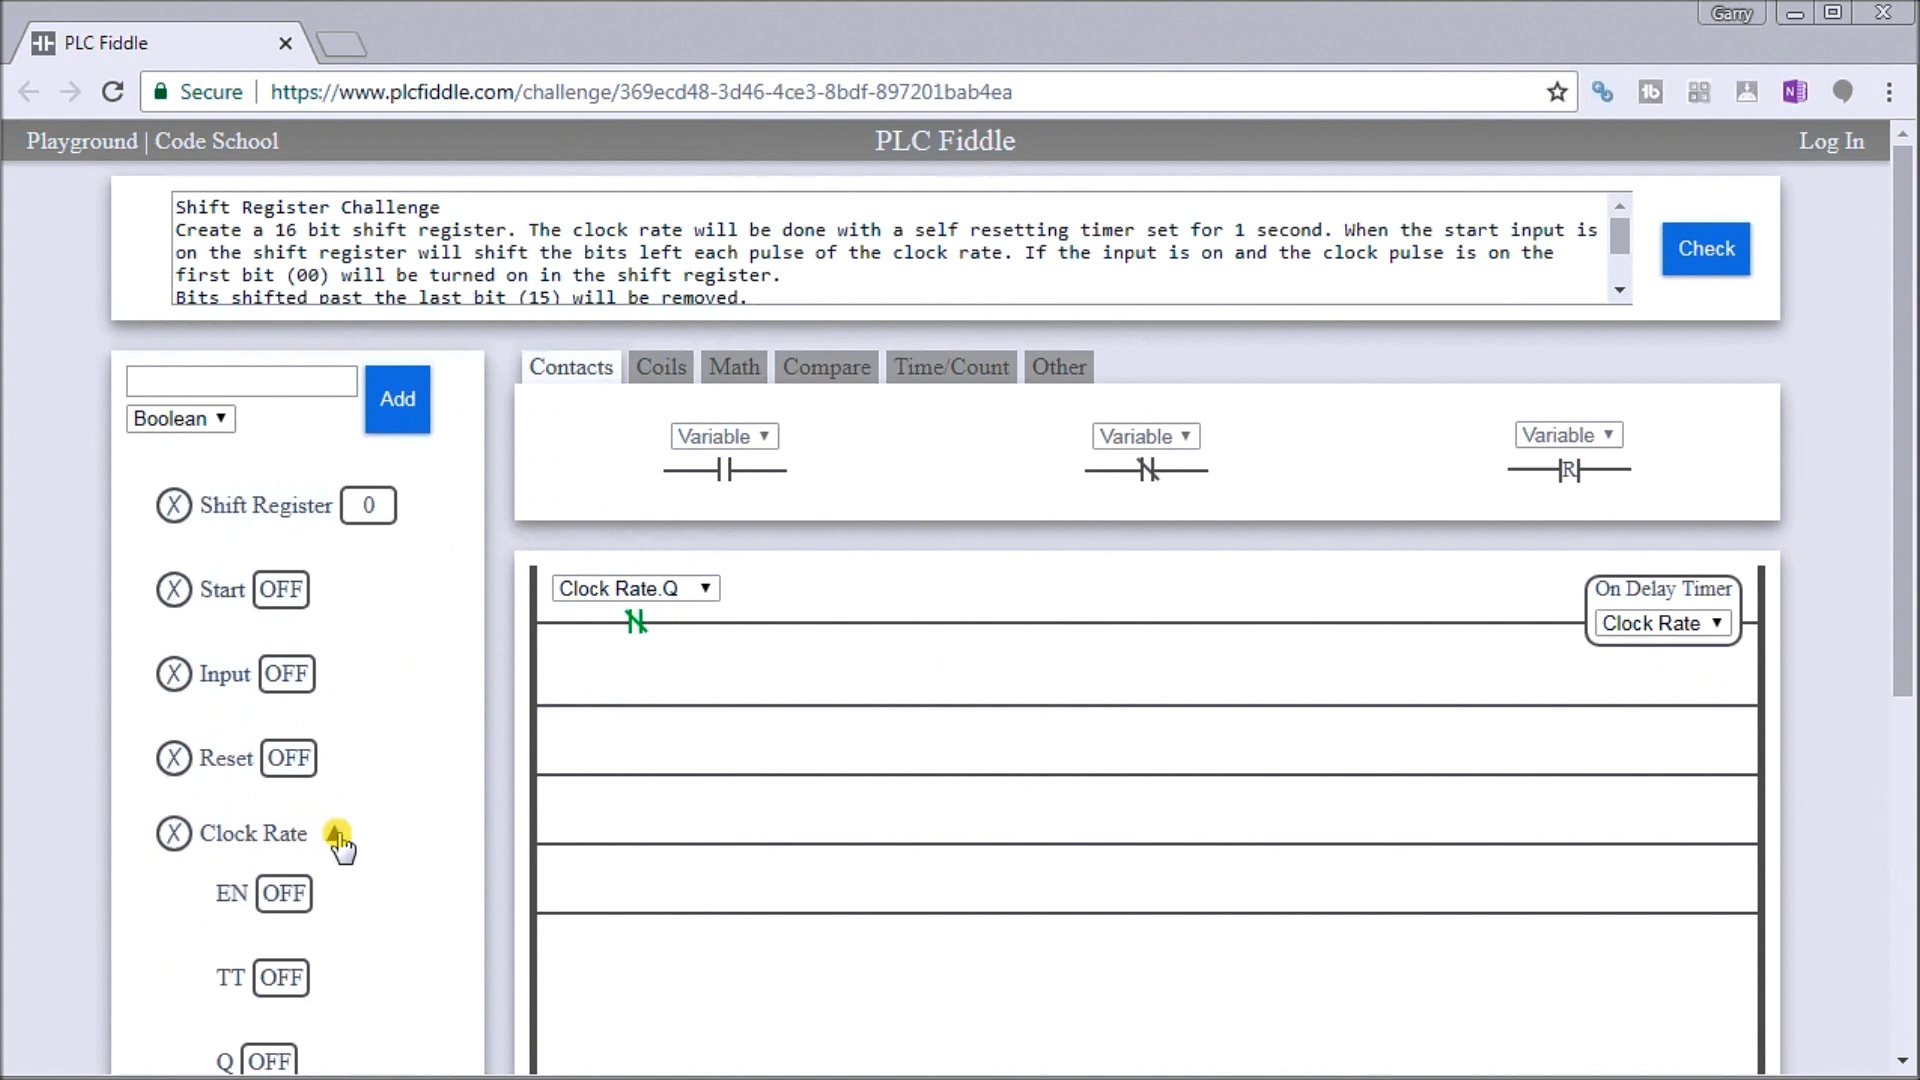 Garry
PLC Fiddle
Secure
https://www.plcfiddle.com/challenge/369ecd48-3d46-4ce3-8bdf-897201bab4ea
Playground | Code School
PLC Fiddle
Log In
Shift Register Challenge
Create a 16 bit shift register. The clock rate will be done with a self resetting timer set for 1 second. When the start input is
on the shift register will shift the bits left each pulse of the clock rate. If the input is on and the clock pulse is on the
first bit (00) will be turned on in the shift register.
Bits shifted past the last bit (15) will be removed.
Check
Add
Boolean
Contacts
Coils
Math
Compare
Time/Count
Other
Variable
Variable
Variable
R
X Shift Register 0
X Start OFF
X Input OFF
X Reset OFF
X Clock Rate
EN OFF
TT OFF
Q OFF
Clock Rate.Q
On Delay Timer
Clock Rate